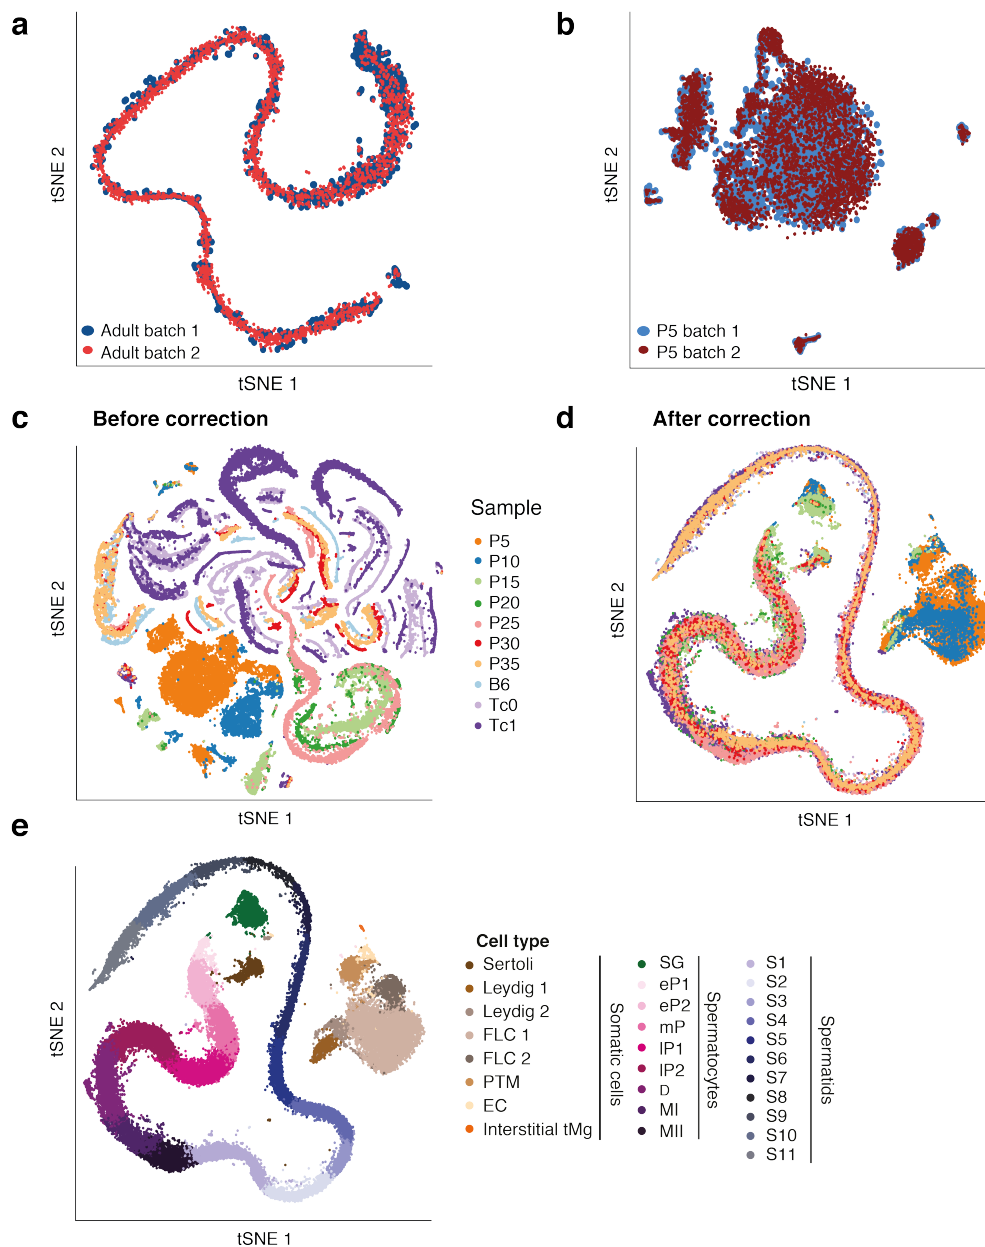 a
tSNE 2
Adult batch 1
Adult batch 2
tSNE 1
b
tSNE 2
P5 batch 1
P5 batch 2
tSNE 1
c
Before correction
tSNE 2
tSNE 1
Sample
P5
P10
P15
P20
P25
P30
P35
B6
Tc0
Tc1
d
After correction
tSNE 2
tSNE 1
e
tSNE 2
tSNE 1
Cell type
Sertoli
Leydig 1
Leydig 2
FLC 1
FLC 2
PTM
EC
Interstitial tMg
Somatic cells
SG
eP1
eP2
mP
lP1
lP2
D
MI
MII
Spermatocytes
S1
S2
S3
S4
S5
S6
S7
S8
S9
S10
S11
Spermatids